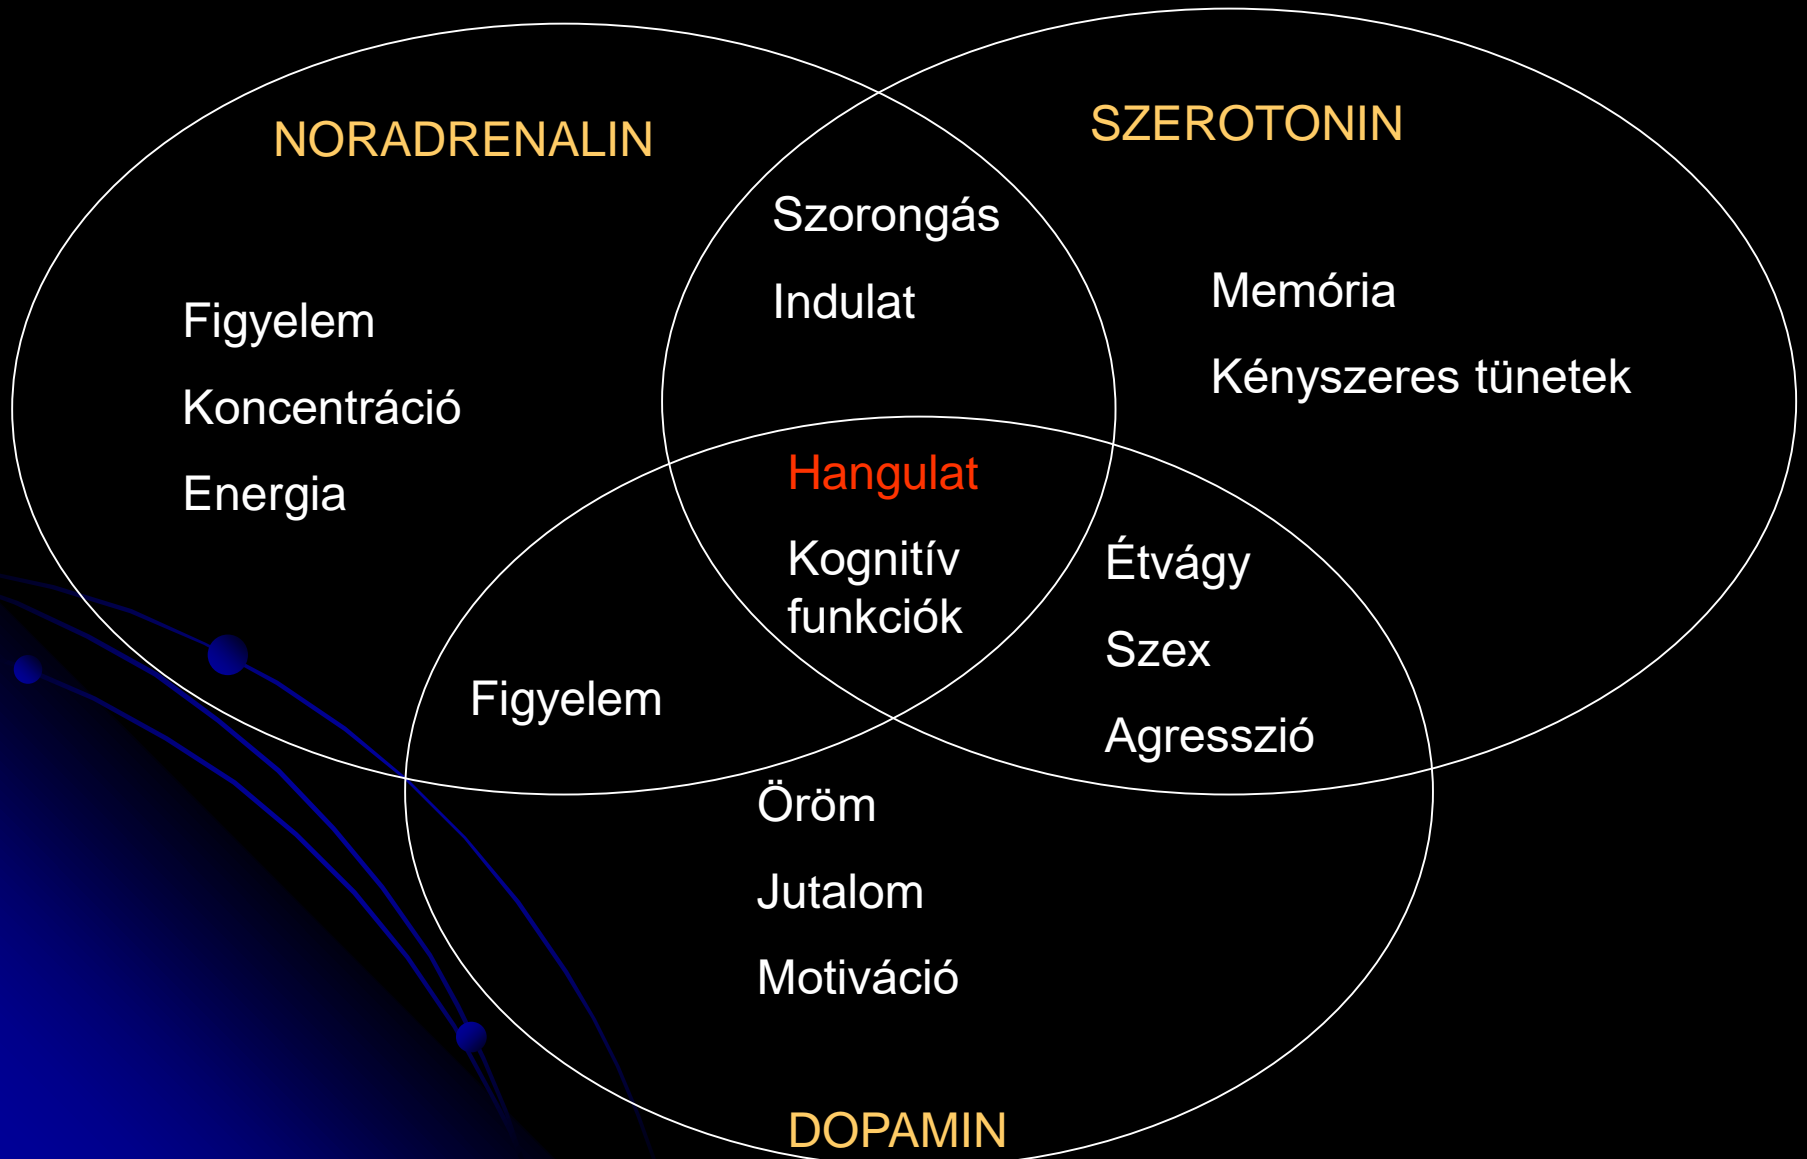 NORADRENALIN
SZEROTONIN
Szorongás
Indulat
Figyelem
Koncentráció
Energia
Memória
Kényszeres tünetek
Hangulat
Kognitív
funkciók
Étvágy
Szex
Agresszió
Figyelem
Öröm
Jutalom
Motiváció
DOPAMIN